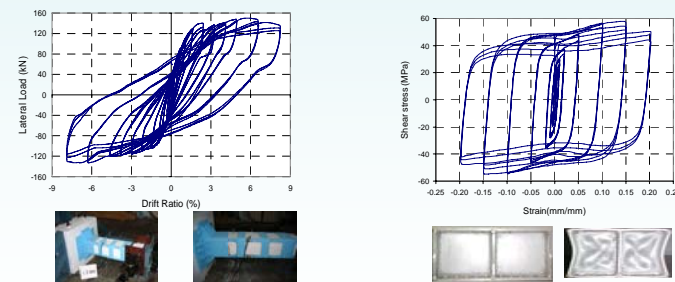 160
120
80
40
0
-40
-80
-120
-160
Lateral Load (kN)
-9 -6 -3 0 3 6 9
Drift Ratio (%)
60
40
20
0
-20
-40
-60
Shear stress (MPa)
-0.25 -0.20 -0.15 -0.10 -0.05 0.00 0.05 0.10 0.15 0.20 0.2
Strain(mm/mm)